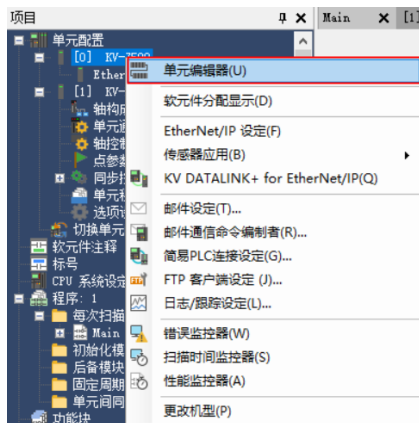 项目
Main
[1]
单元配置
[0] KV-7500
Ether
[1] KV-
轴构成
单元通
轴控制
点参数
同步控
单元程
选项设
切换单元
软元件注释
标号
CPU 系统设定
程序: 1
每次扫描
Main
初始化模
后备模块
固定周期
单元间同
功能块
单元编辑器(U)
软元件分配显示(D)
EtherNet/IP 设定(F)
传感器应用(B)
KV DATALINK+ for EtherNet/IP(Q)
邮件设定(T)...
邮件通信命令编制者(R)...
简易PLC连接设定(G)...
FTP 客户端设定 (J)...
日志/跟踪设定(L)...
错误监控器(W)
扫描时间监控器(S)
性能监控器(A)
更改机型(P)